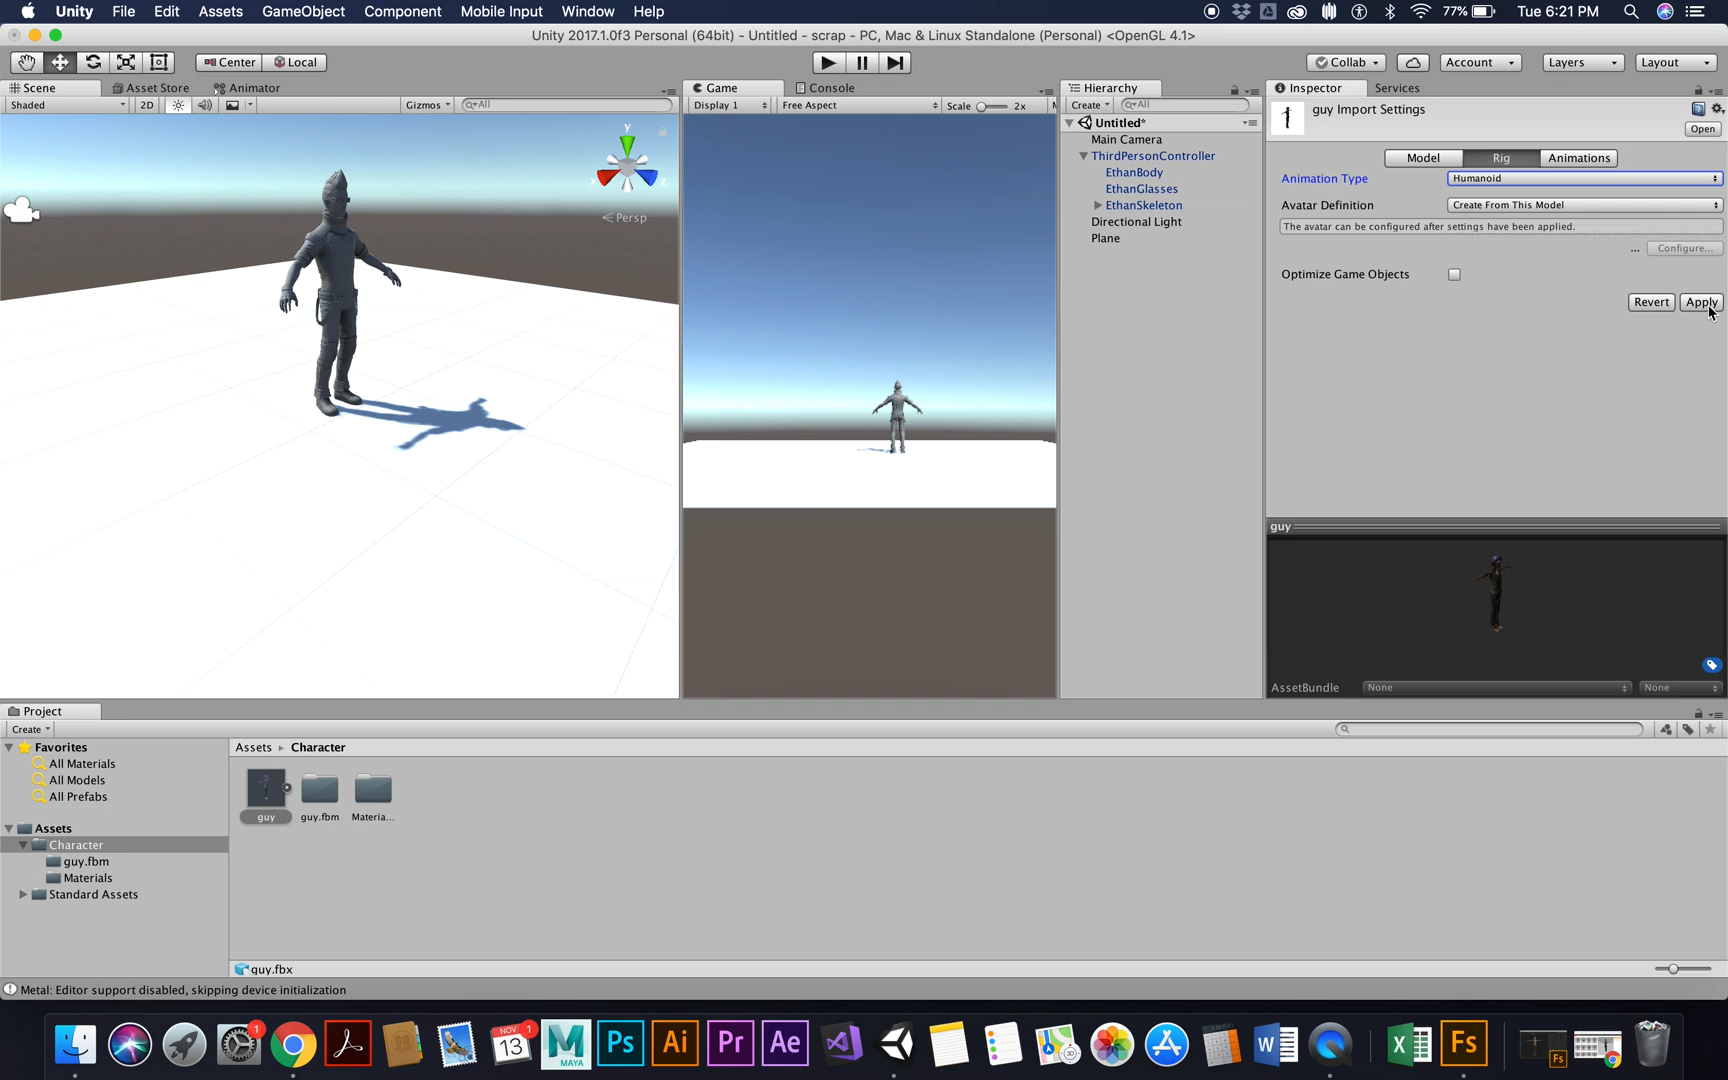 Unity File Edit Assets GameObject Component Mobile Input Window Help 77% Tue 6:21 PM
Unity 2017.1.0f3 Personal (64bit) - Untitled - scrap - PC, Mac & Linux Standalone (Personal) <OpenGL 4.1>
Center Local Collab Account Layers Layout
Scene Asset Store Animator Game Console Hierarchy Inspector Services
Shaded 2D Gizmos All Display 1 Free Aspect Scale 2x M Create All
guy Import Settings
Open
Untitled*
Main Camera
ThirdPersonController
EthanBody
EthanGlasses
EthanSkeleton
Directional Light
Plane
y
x z
Persp
Model Rig Animations
Animation Type Humanoid
Avatar Definition Create From This Model
The avatar can be configured after settings have been applied.
... Configure...
Optimize Game Objects
Revert Apply
guy
AssetBundle None None
Project
Create
Favorites
All Materials
All Models
All Prefabs
Assets
Character
guy.fbm
Materials
Standard Assets
Assets Character
guy guy.fbm Materia...
guy.fbx
Metal: Editor support disabled, skipping device initialization
1 NOV 13 1 MAYA Ps Ai Pr Ae 3D W X Fs Fs